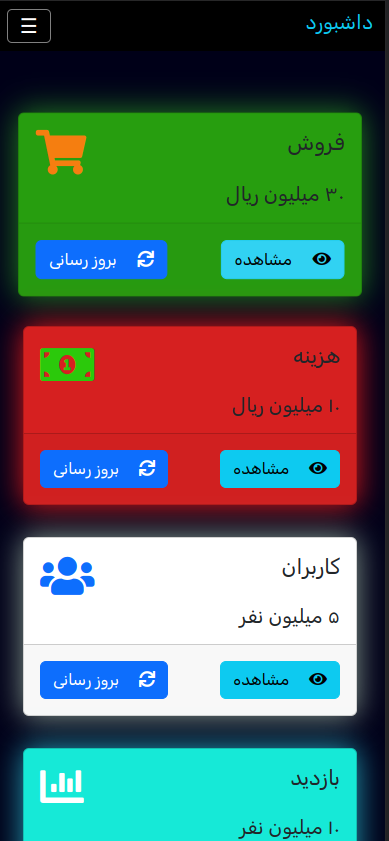 داشبورد
فروش
۳۰ میلیون ریال
مشاهده بروز رسانی
هزینه
1
۱۰ میلیون ریال
مشاهده بروز رسانی
کاربران
۵ میلیون نفر
مشاهده بروز رسانی
بازدید
۱۰ میلیون نفر